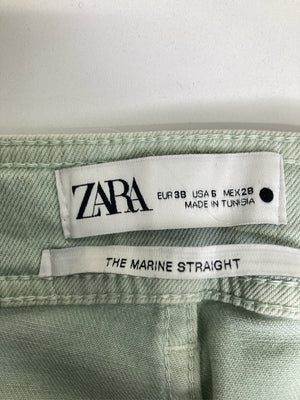 ZARA
EUR 38 USA 6 MEX 28
MADE IN TUNISIA
THE MARINE STRAIGHT